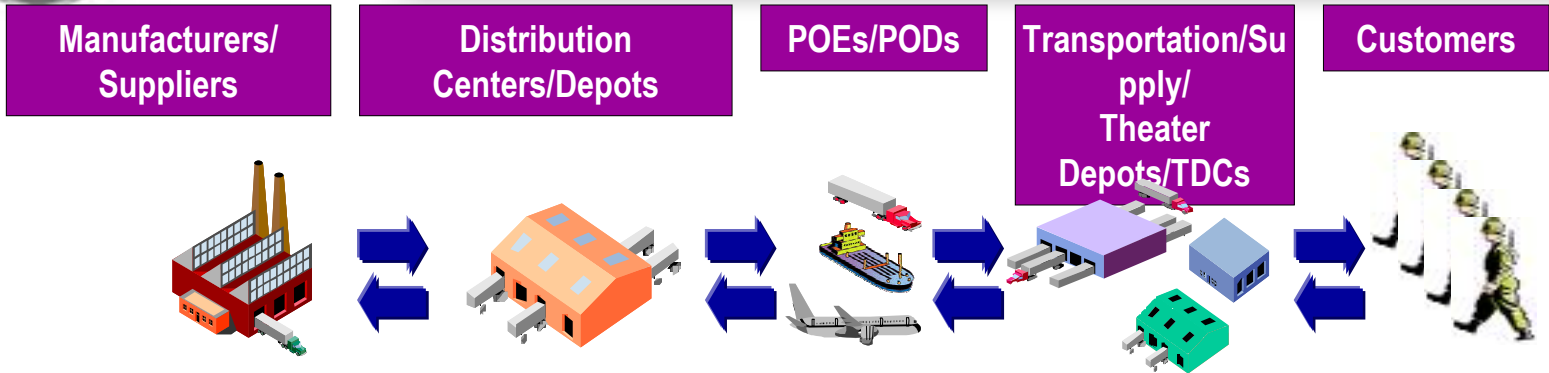 Manufacturers/
Suppliers
Distribution
Centers/Depots
POEs/PODs
Transportation/Su
pply/
Theater
Depots/TDCs
Customers